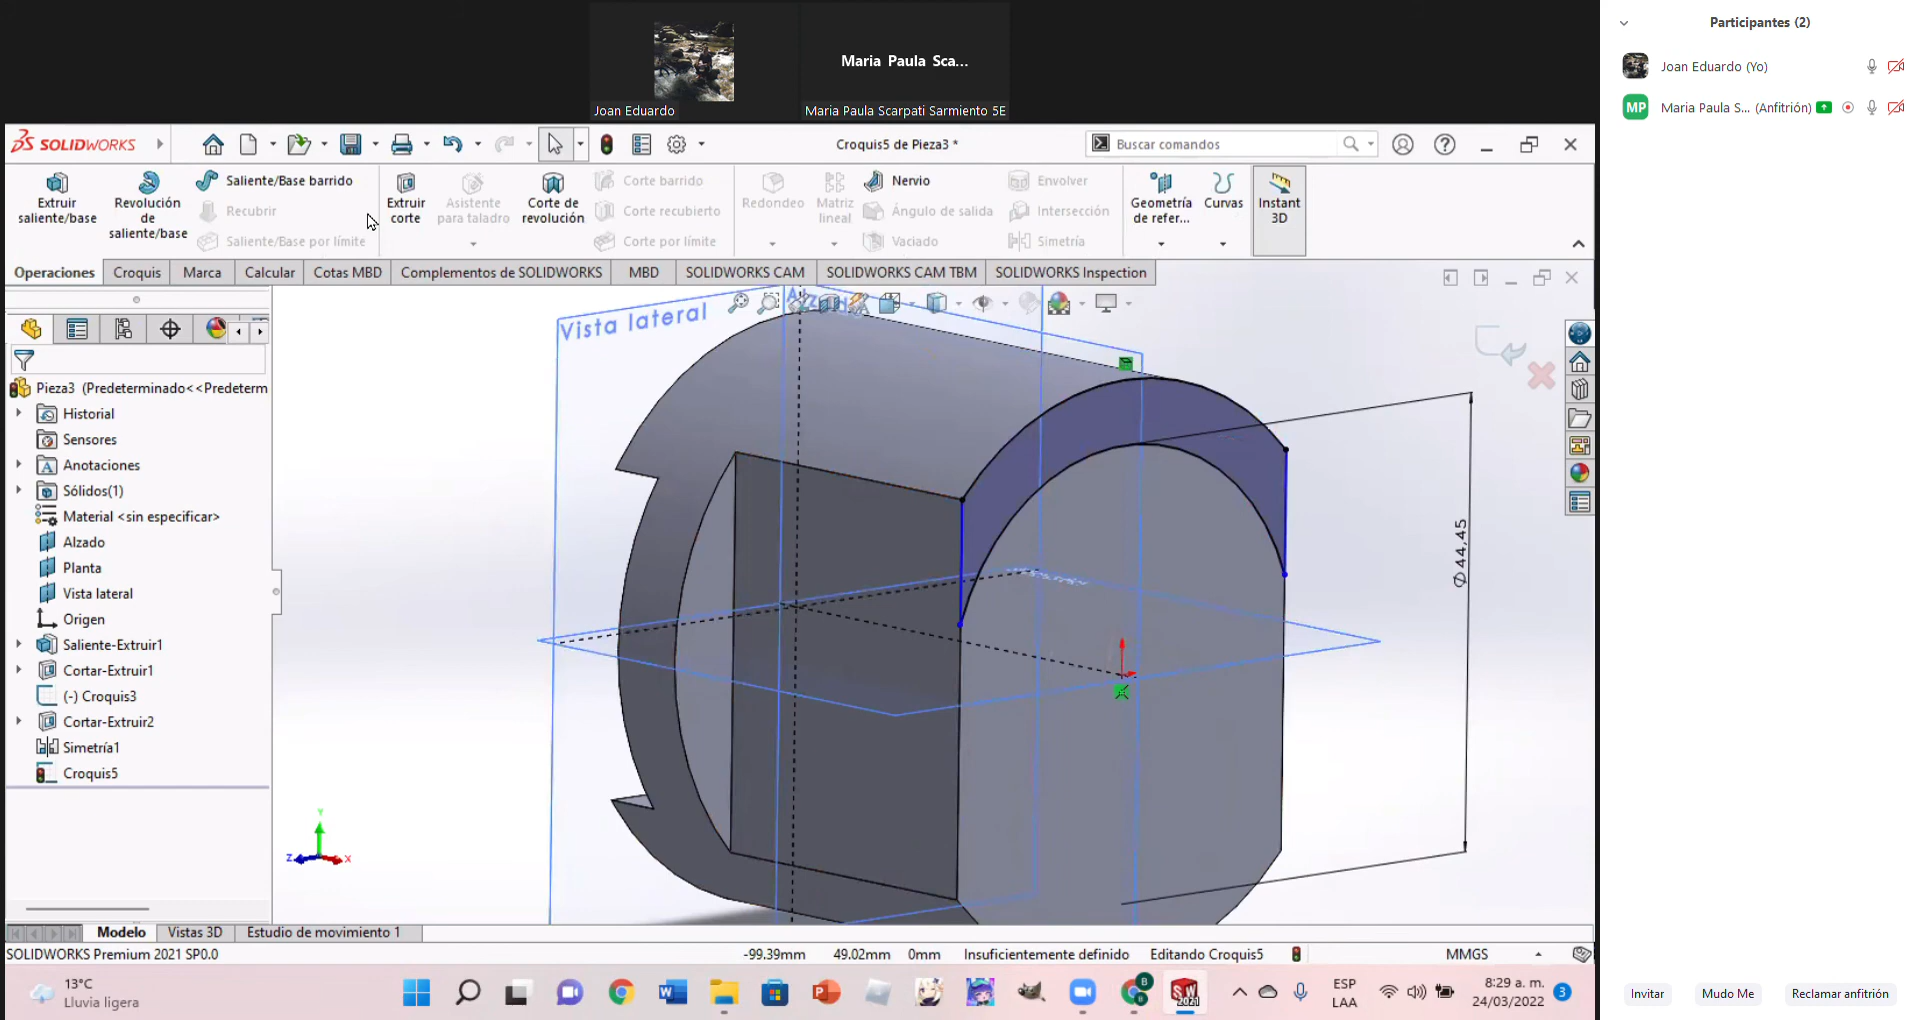 Participantes (2)
Joan Eduardo (Yo)
MP
Maria Paula S... (Anfitrión)
Maria Paula Sca...
Joan Eduardo
Maria Paula Scarpati Sarmiento 5E
SOLIDWORKS
Croquis5 de Pieza3 *
Buscar comandos
Extruir saliente/base
Revolución de saliente/base
Saliente/Base barrido
Recubrir
Saliente/Base por límite
Extruir corte
Asistente para taladro
Corte de revolución
Corte barrido
Corte recubierto
Corte por límite
Redondeo
Matriz lineal
Nervio
Ángulo de salida
Vaciado
Envolver
Intersección
Simetría
Geometría de refer...
Curvas
Instant 3D
Operaciones
Croquis
Marca
Calcular
Cotas MBD
Complementos de SOLIDWORKS
MBD
SOLIDWORKS CAM
SOLIDWORKS CAM TBM
SOLIDWORKS Inspection
Vista lateral
Pieza3 (Predeterminado<<Predeterm
Historial
Sensores
Anotaciones
Sólidos(1)
Material <sin especificar>
Alzado
Planta
Vista lateral
Origen
Saliente-Extruir1
Cortar-Extruir1
(-) Croquis3
Cortar-Extruir2
Simetría1
Croquis5
Ø44,45
Y
Z
X
Modelo
Vistas 3D
Estudio de movimiento 1
SOLIDWORKS Premium 2021 SP0.0
-99.39mm
49.02mm
0mm
Insuficientemente definido
Editando Croquis5
MMGS
13°C
Lluvia ligera
ESP
LAA
8:29 a. m.
24/03/2022
3
Invitar
Mudo Me
Reclamar anfitrión